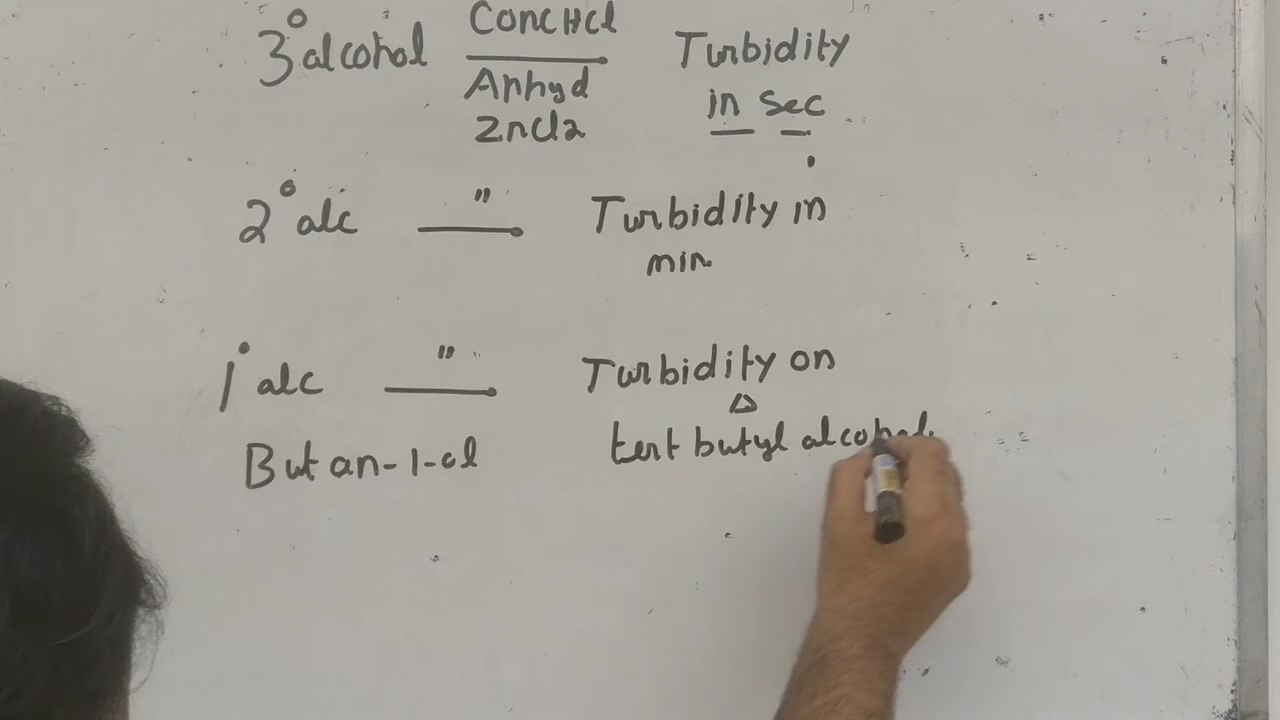 3° alcohol Conc HCl Turbidity
Anhyd in sec
ZnCl2
2° alc " Turbidity in
min.
1° alc " Turbidity on
Δ
Butan-1-ol tert butyl alcohol